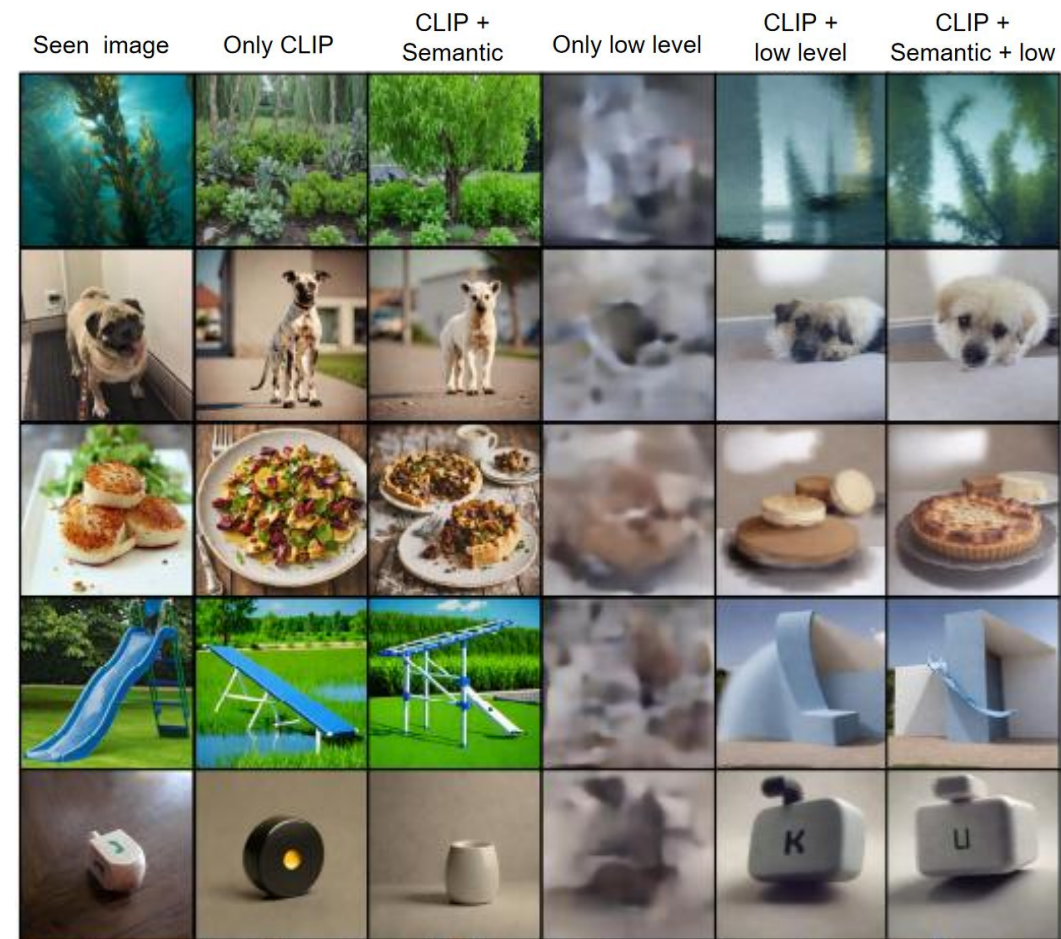 Seen image
Only CLIP
CLIP +
Semantic
Only low level
CLIP +
low level
CLIP +
Semantic + low
K
U